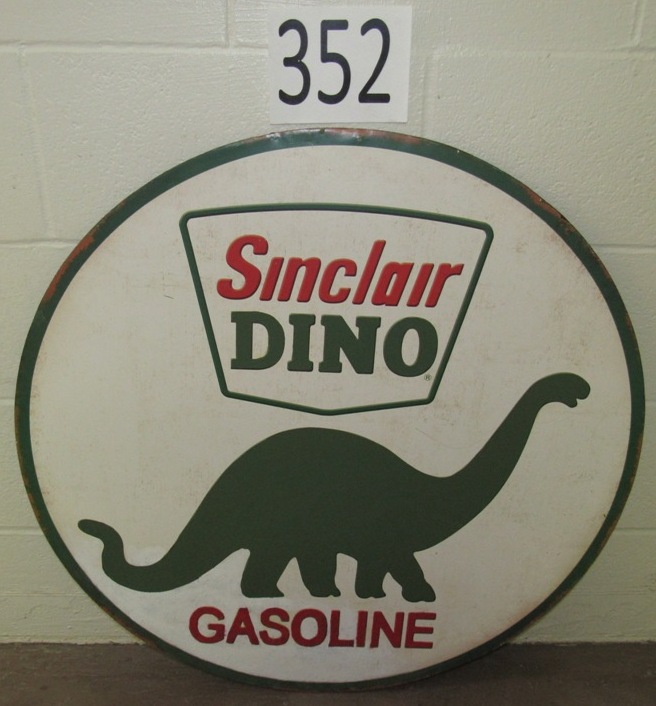 352
Sinclair
DINO®
GASOLINE